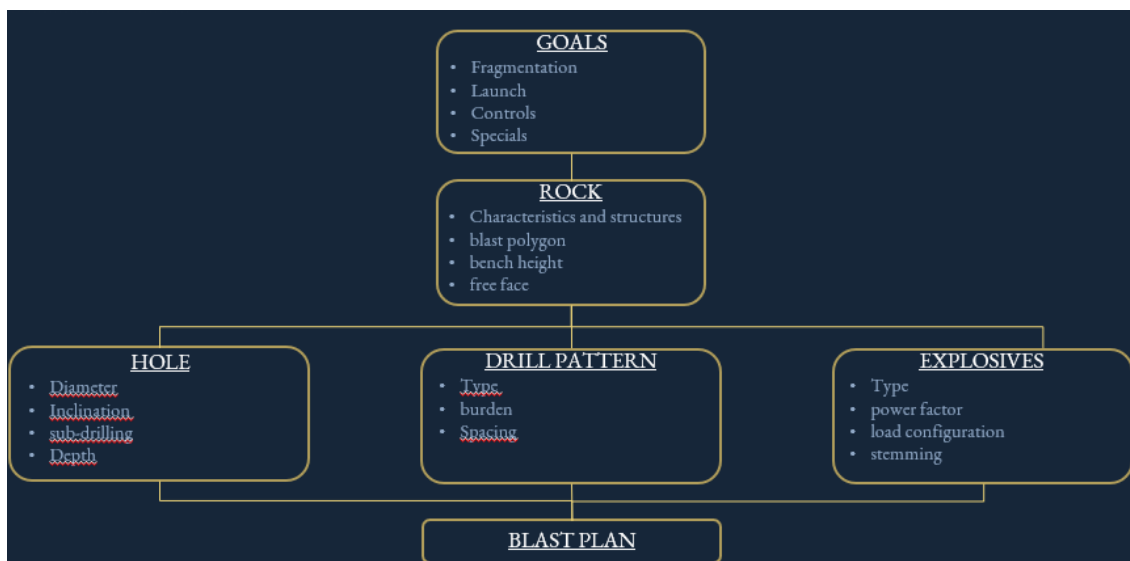 GOALS
• Fragmentation
• Launch
• Controls
• Specials
ROCK
• Characteristics and structures
• blast polygon
• bench height
• free face
HOLE
• Diameter
• Inclination
• sub-drilling
• Depth
DRILL PATTERN
• Type
• burden
• Spacing
EXPLOSIVES
• Type
• power factor
• load configuration
• stemming
BLAST PLAN